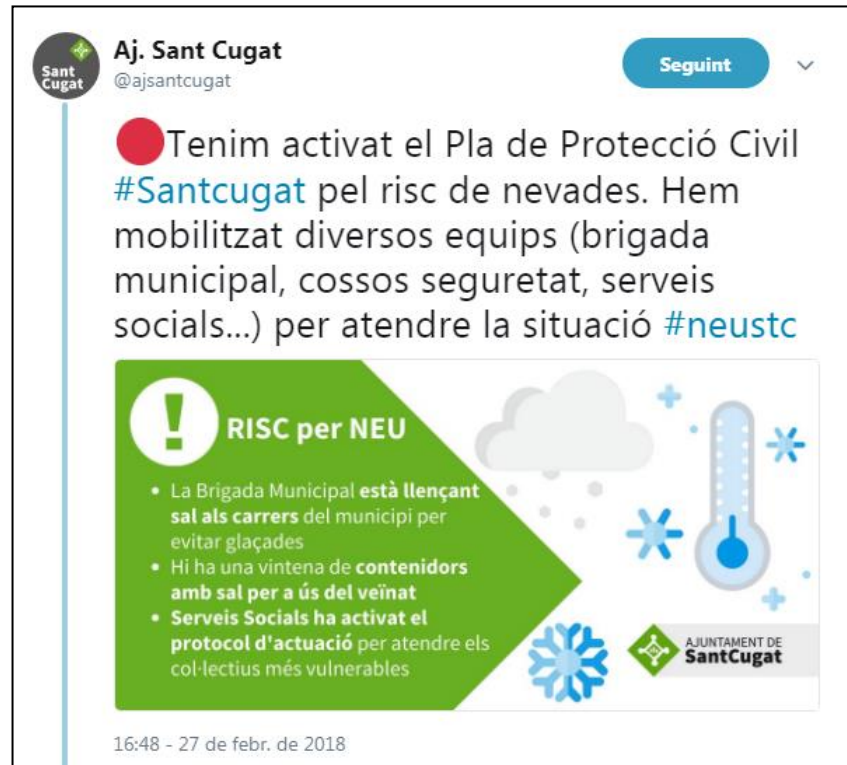 Sant
Cugat
Aj. Sant Cugat
@ajsantcugat
Seguint
Tenim activat el Pla de Protecció Civil
#Santcugat pel risc de nevades. Hem
mobilitzat diversos equips (brigada
municipal, cossos seguretat, serveis
socials...) per atendre la situació #neustc
! RISC per NEU
• La Brigada Municipal està llençant
sal als carrers del municipi per
evitar glaçades
• Hi ha una vintena de contenidors
amb sal per a ús del veïnat
• Serveis Socials ha activat el
protocol d'actuació per atendre els
col·lectius més vulnerables
AJUNTAMENT DE
SantCugat
16:48 - 27 de febr. de 2018